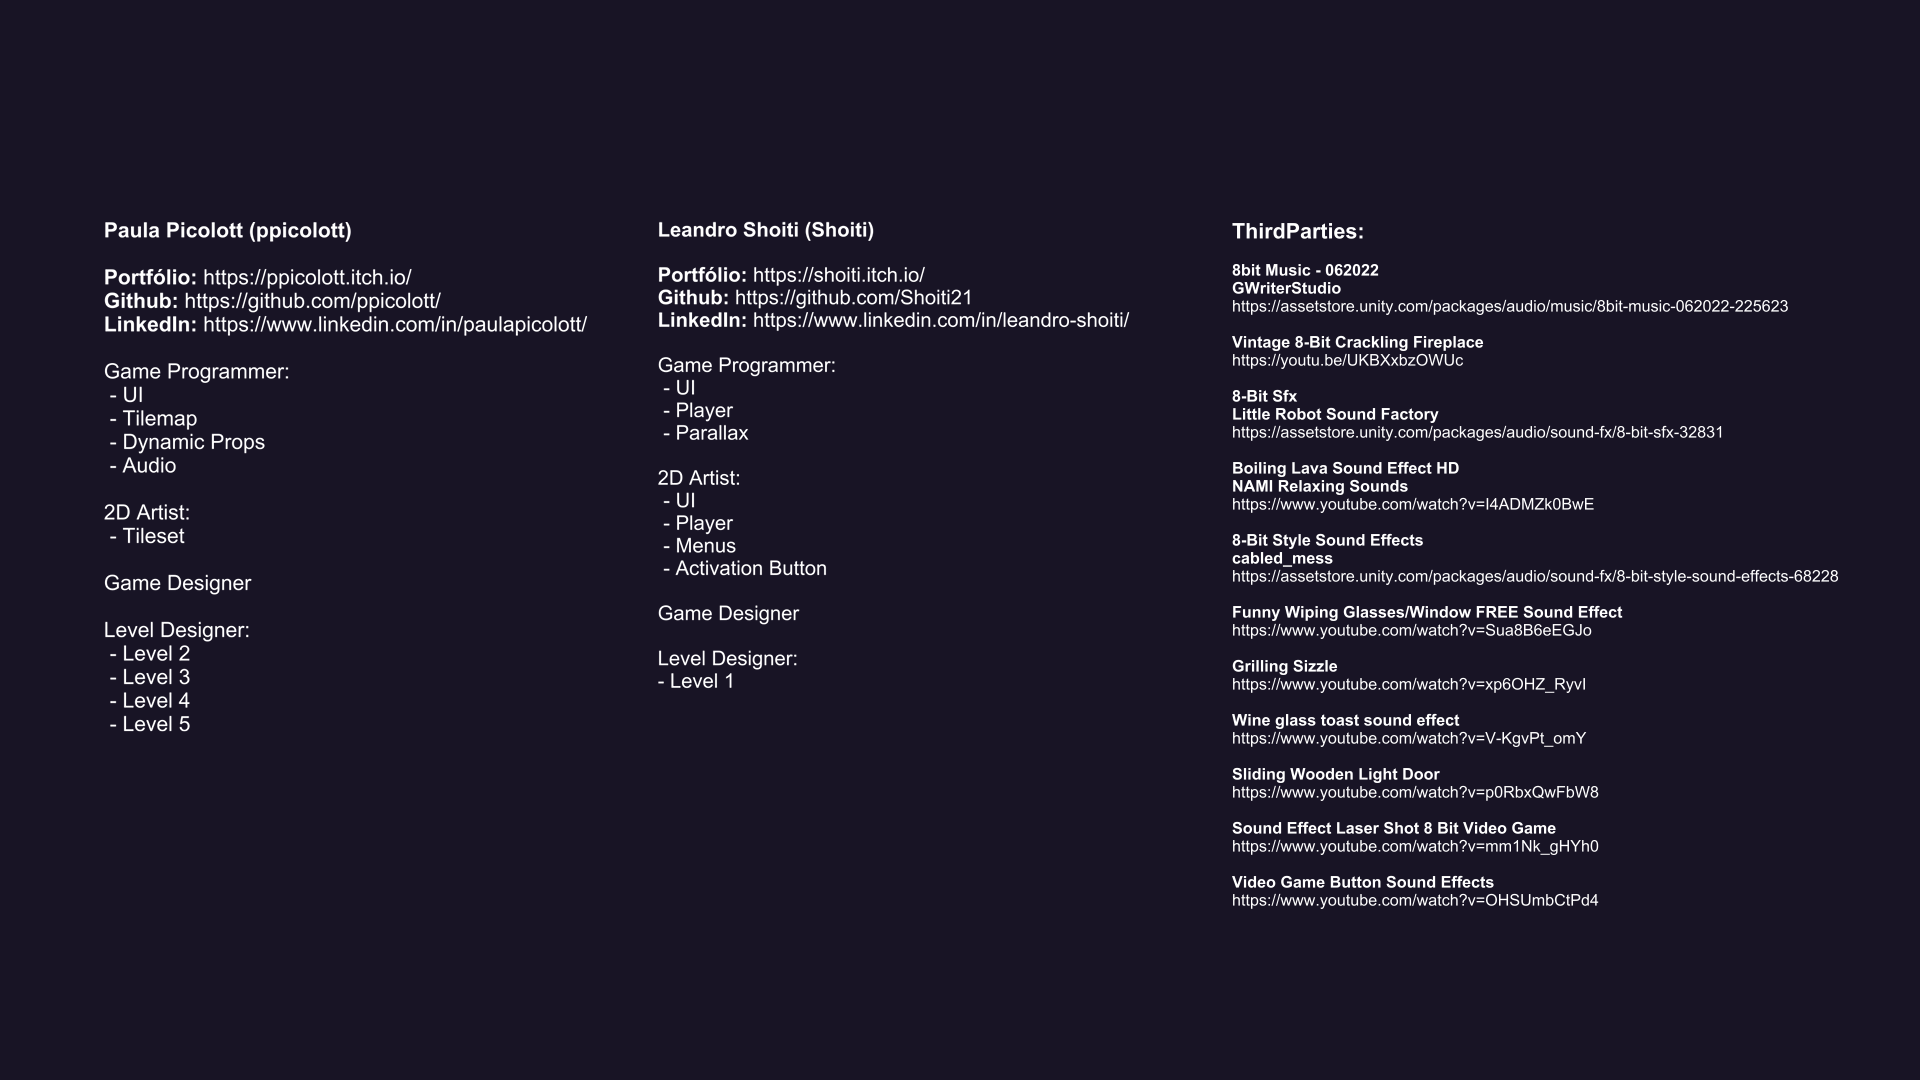 Paula Picolott (ppicolott)
Portfólio: https://ppicolott.itch.io/
Github: https://github.com/ppicolott/
LinkedIn: https://www.linkedin.com/in/paulapicolott/
Game Programmer:
- UI
- Tilemap
- Dynamic Props
- Audio
2D Artist:
- Tileset
Game Designer
Level Designer:
- Level 2
- Level 3
- Level 4
- Level 5
Leandro Shoiti (Shoiti)
Portfólio: https://shoiti.itch.io/
Github: https://github.com/Shoiti21
LinkedIn: https://www.linkedin.com/in/leandro-shoiti/
Game Programmer:
- UI
- Player
- Parallax
2D Artist:
- UI
- Player
- Menus
- Activation Button
Game Designer
Level Designer:
- Level 1
ThirdParties:
8bit Music - 062022
GWriterStudio
https://assetstore.unity.com/packages/audio/music/8bit-music-062022-225623
Vintage 8-Bit Crackling Fireplace
https://youtu.be/UKBXxbzOWUc
8-Bit Sfx
Little Robot Sound Factory
https://assetstore.unity.com/packages/audio/sound-fx/8-bit-sfx-32831
Boiling Lava Sound Effect HD
NAMI Relaxing Sounds
https://www.youtube.com/watch?v=I4ADMZk0BwE
8-Bit Style Sound Effects
cabled_mess
https://assetstore.unity.com/packages/audio/sound-fx/8-bit-style-sound-effects-68228
Funny Wiping Glasses/Window FREE Sound Effect
https://www.youtube.com/watch?v=Sua8B6eEGJo
Grilling Sizzle
https://www.youtube.com/watch?v=xp6OHZ_RyvI
Wine glass toast sound effect
https://www.youtube.com/watch?v=V-KgvPt_omY
Sliding Wooden Light Door
https://www.youtube.com/watch?v=p0RbxQwFbW8
Sound Effect Laser Shot 8 Bit Video Game
https://www.youtube.com/watch?v=mm1Nk_gHYh0
Video Game Button Sound Effects
https://www.youtube.com/watch?v=OHSUmbCtPd4